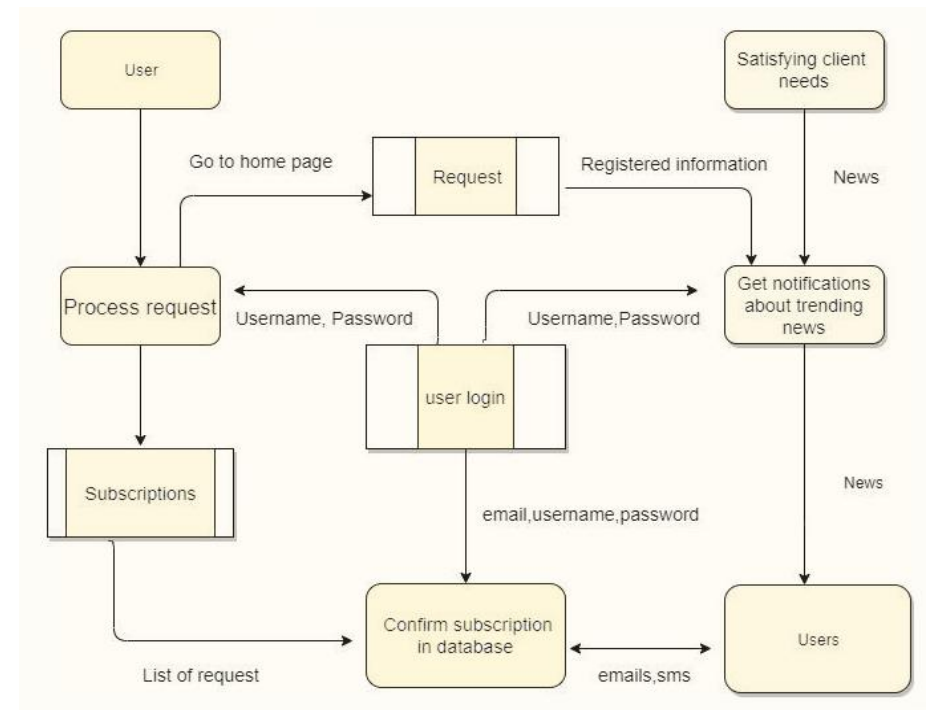 User
Satisfying client
needs
Go to home page
Request
Registered information
News
Process request
Get notifications
about trending
news
Username, Password
Username,Password
user login
Subscriptions
News
email,username,password
Confirm subscription
in database
Users
List of request
emails,sms